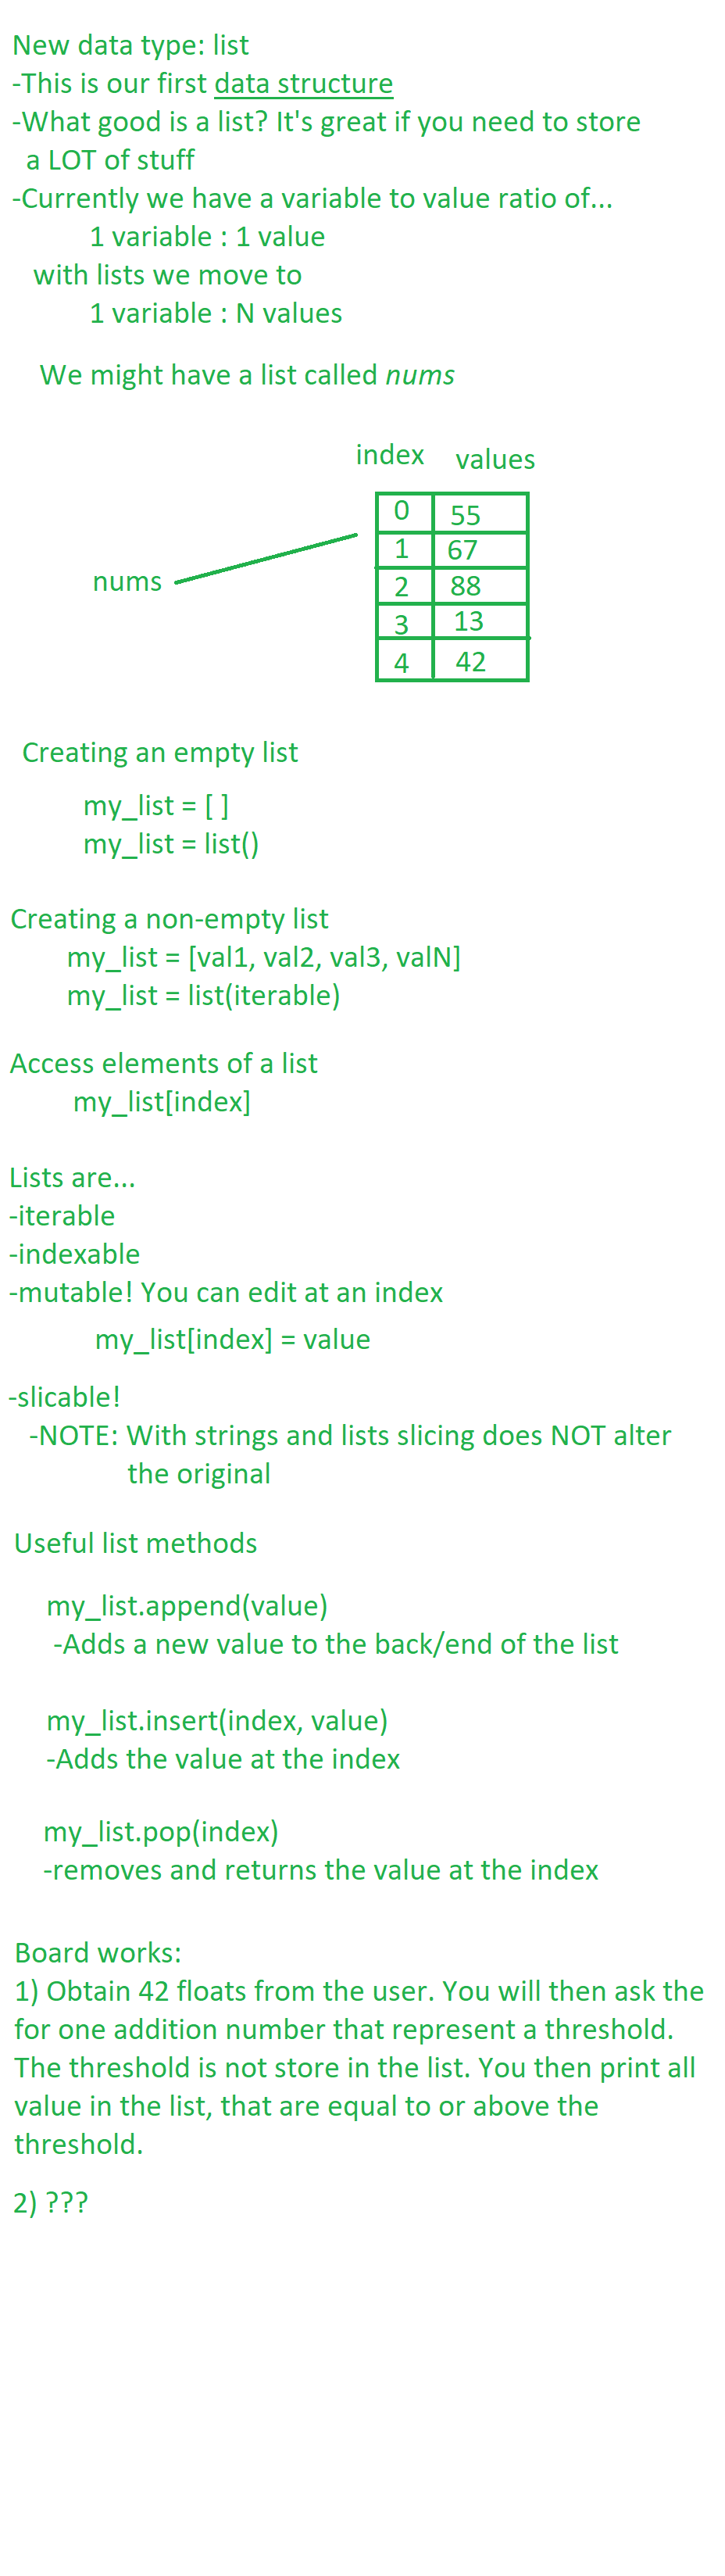 New data type: list
-This is our first data structure
-What good is a list? It's great if you need to store
a LOT of stuff
-Currently we have a variable to value ratio of...
1 variable : 1 value
with lists we move to
1 variable : N values
We might have a list called nums
index values
0 55
1 67
nums
2 88
3 13
4 42
Creating an empty list
my_list = [ ]
my_list = list()
Creating a non-empty list
my_list = [val1, val2, val3, valN]
my_list = list(iterable)
Access elements of a list
my_list[index]
Lists are...
-iterable
-indexable
-mutable! You can edit at an index
my_list[index] = value
-slicable!
-NOTE: With strings and lists slicing does NOT alter
the original
Useful list methods
my_list.append(value)
-Adds a new value to the back/end of the list
my_list.insert(index, value)
-Adds the value at the index
my_list.pop(index)
-removes and returns the value at the index
Board works:
1) Obtain 42 floats from the user. You will then ask the
for one addition number that represent a threshold.
The threshold is not store in the list. You then print all
value in the list, that are equal to or above the
threshold.
2) ???